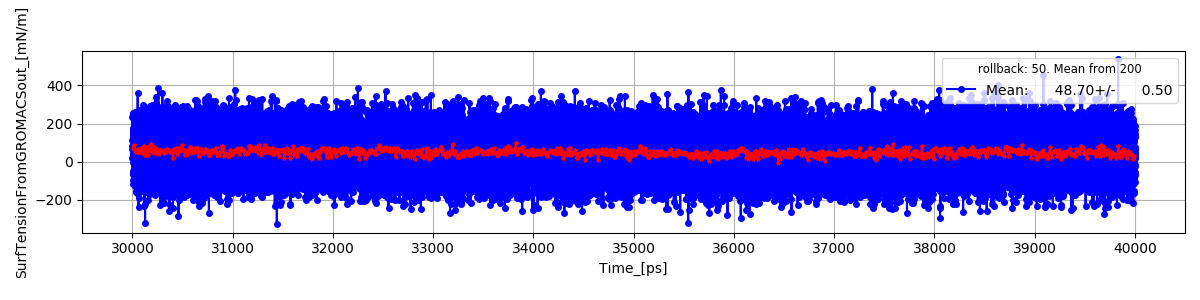 SurfTensionFromGROMACSout_[mN/m]
400
200
0
−200
rollback: 50. Mean from 200
Mean: 48.70+/- 0.50
30000 31000 32000 33000 34000 35000 36000 37000 38000 39000 40000
Time_[ps]